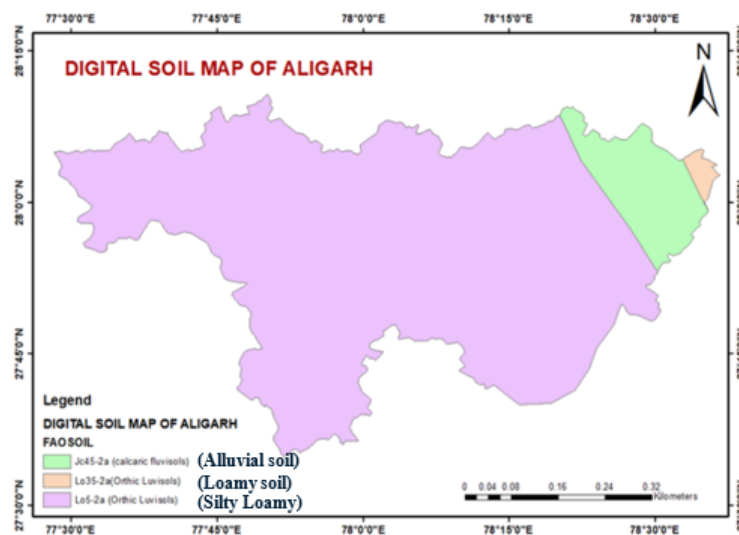 77°30'0"E 77°45'0"E 78°0'0"E 78°15'0"E 78°30'0"E
28°15'0"N
DIGITAL SOIL MAP OF ALIGARH
N
28°0'0"N
27°45'0"N
Legend
DIGITAL SOIL MAP OF ALIGARH
FAOSOIL
Jc45-2a (calcaric fluvisols) (Alluvial soil)
Lo35-2a(Orthic Luvisols) (Loamy soil)
Lo5-2a (Orthic Luvisols) (Silty Loamy)
0 0.04 0.08 0.16 0.24 0.32
Kilometers
27°30'0"N
77°30'0"E 77°45'0"E 78°0'0"E 78°15'0"E 78°30'0"E